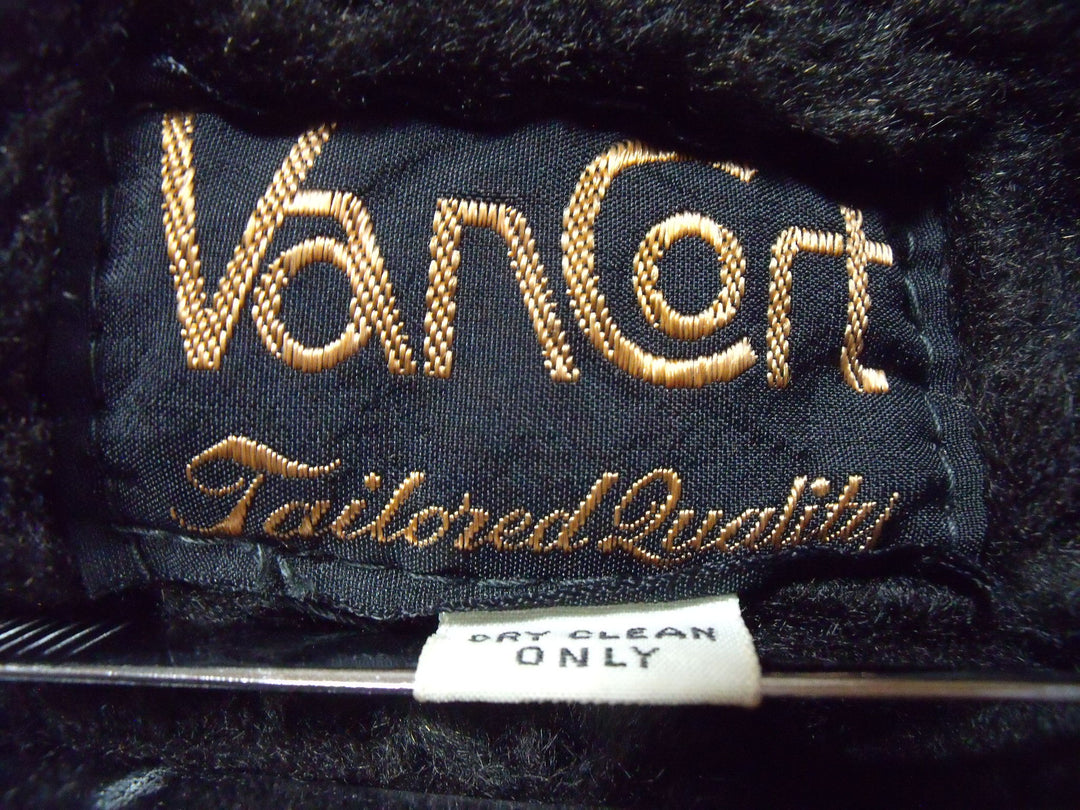 VanCort
Tailored Quality
DRY CLEAN
ONLY